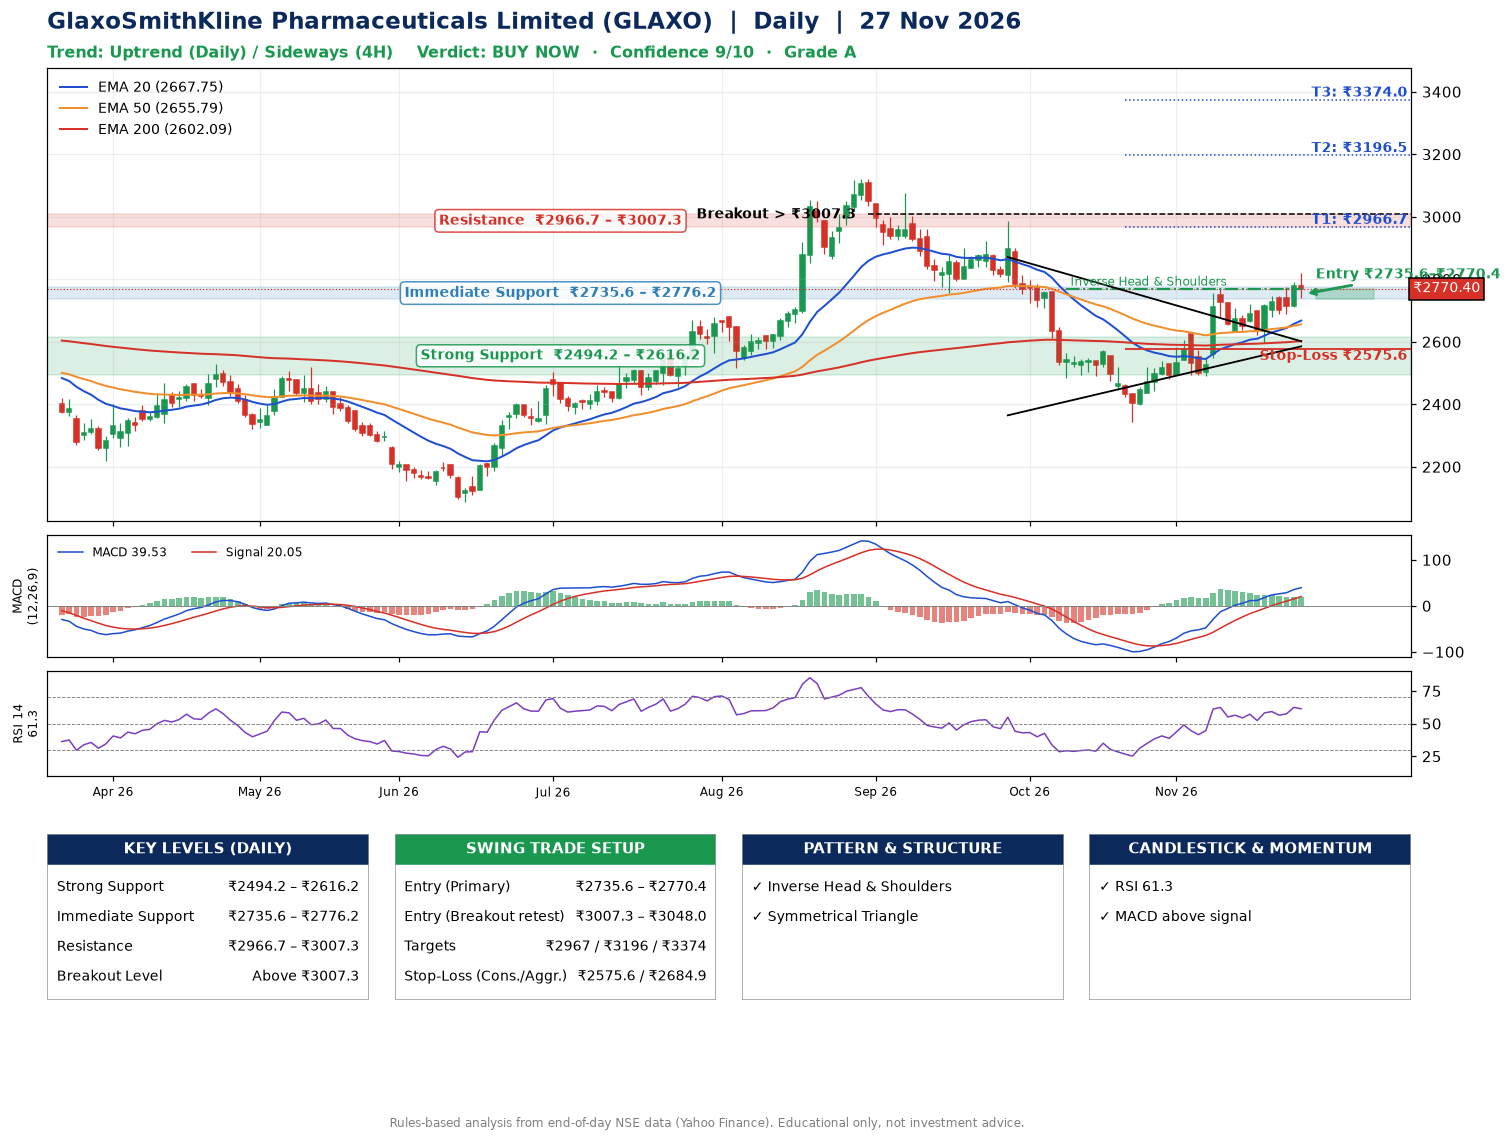 GlaxoSmithKline Pharmaceuticals Limited (GLAXO)  |  Daily  |  27 Nov 2026
Trend: Uptrend (Daily) / Sideways (4H)    Verdict: BUY NOW  ·  Confidence 9/10  ·  Grade A
EMA 20 (2667.75)
EMA 50 (2655.79)
EMA 200 (2602.09)
T3: ₹3374.0
T2: ₹3196.5
T1: ₹2966.7
Resistance  ₹2966.7 – ₹3007.3
Breakout > ₹3007.3
Inverse Head & Shoulders
Entry ₹2735.6–₹2770.4
₹2770.40
Immediate Support  ₹2735.6 – ₹2776.2
Strong Support  ₹2494.2 – ₹2616.2
Stop-Loss ₹2575.6
3400
3200
3000
2800
2600
2400
2200
MACD 39.53
Signal 20.05
MACD
(12,26,9)
100
0
−100
RSI 14
61.3
75
50
25
Apr 26
May 26
Jun 26
Jul 26
Aug 26
Sep 26
Oct 26
Nov 26
KEY LEVELS (DAILY)
Strong Support ₹2494.2 – ₹2616.2
Immediate Support ₹2735.6 – ₹2776.2
Resistance ₹2966.7 – ₹3007.3
Breakout Level Above ₹3007.3
SWING TRADE SETUP
Entry (Primary) ₹2735.6 – ₹2770.4
Entry (Breakout retest) ₹3007.3 – ₹3048.0
Targets ₹2967 / ₹3196 / ₹3374
Stop-Loss (Cons./Aggr.) ₹2575.6 / ₹2684.9
PATTERN & STRUCTURE
✓ Inverse Head & Shoulders
✓ Symmetrical Triangle
CANDLESTICK & MOMENTUM
✓ RSI 61.3
✓ MACD above signal
Rules-based analysis from end-of-day NSE data (Yahoo Finance). Educational only, not investment advice.